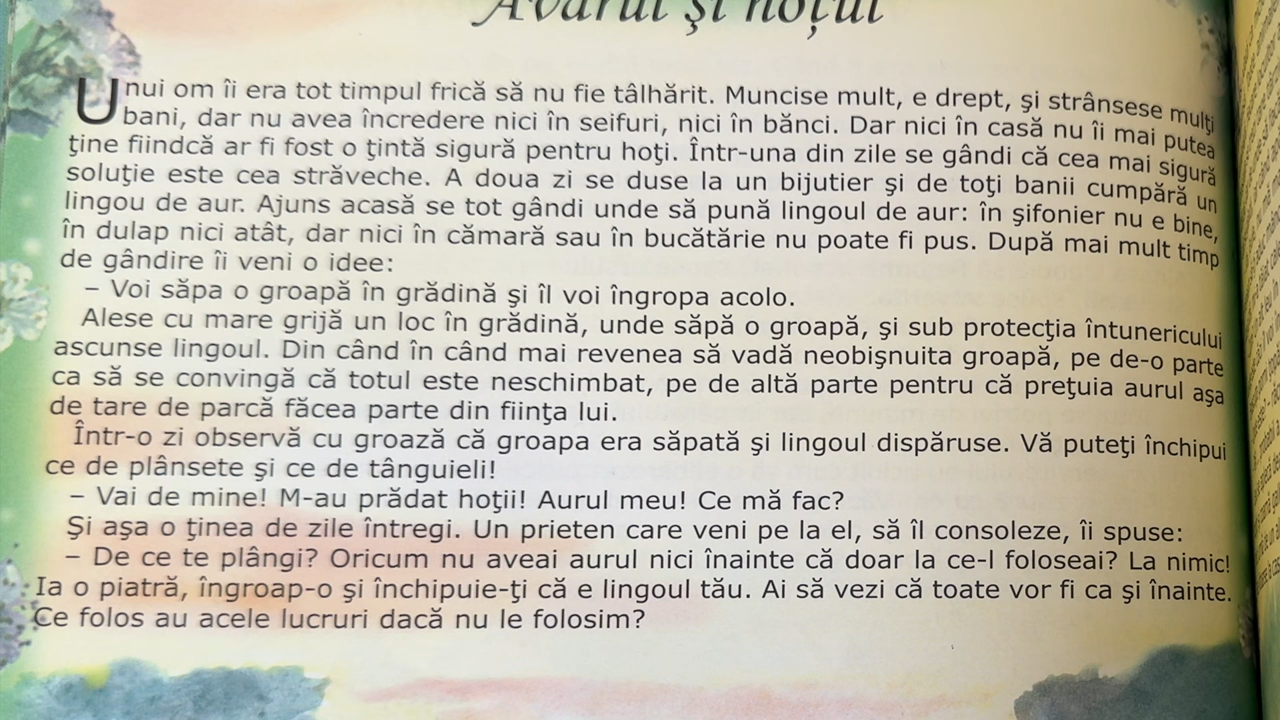 Avarul şi hoţul
Unui om îi era tot timpul frică să nu fie tâlhărit. Muncise mult, e drept, şi strânsese mulţi
bani, dar nu avea încredere nici în seifuri, nici în bănci. Dar nici în casă nu îi mai putea
ţine fiindcă ar fi fost o ţintă sigură pentru hoţi. Într-una din zile se gândi că cea mai sigură
soluţie este cea străveche. A doua zi se duse la un bijutier şi de toţi banii cumpără un
lingou de aur. Ajuns acasă se tot gândi unde să pună lingoul de aur: în şifonier nu e bine,
în dulap nici atât, dar nici în cămară sau în bucătărie nu poate fi pus. După mai mult timp
de gândire îi veni o idee:
– Voi săpa o groapă în grădină şi îl voi îngropa acolo.
Alese cu mare grijă un loc în grădină, unde săpă o groapă, şi sub protecţia întunericului
ascunse lingoul. Din când în când mai revenea să vadă neobişnuita groapă, pe de-o parte
ca să se convingă că totul este neschimbat, pe de altă parte pentru că preţuia aurul aşa
de tare de parcă făcea parte din fiinţa lui.
Într-o zi observă cu groază că groapa era săpată şi lingoul dispăruse. Vă puteţi închipui
ce de plânsete şi ce de tânguieli!
– Vai de mine! M-au prădat hoţii! Aurul meu! Ce mă fac?
Şi aşa o ţinea de zile întregi. Un prieten care veni pe la el, să îl consoleze, îi spuse:
– De ce te plângi? Oricum nu aveai aurul nici înainte că doar la ce-l foloseai? La nimic!
Ia o piatră, îngroap-o şi închipuie-ţi că e lingoul tău. Ai să vezi că toate vor fi ca şi înainte.
Ce folos au acele lucruri dacă nu le folosim?